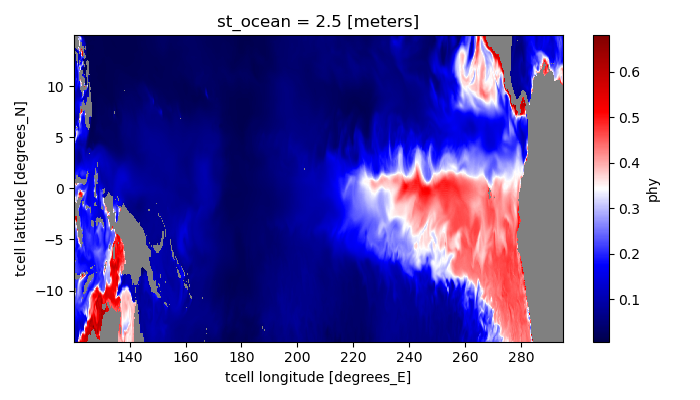 st_ocean = 2.5 [meters]
10
5
0
−5
−10
tcell latitude [degrees_N]
140 160 180 200 220 240 260 280
tcell longitude [degrees_E]
0.6
0.5
0.4
0.3
0.2
0.1
phy